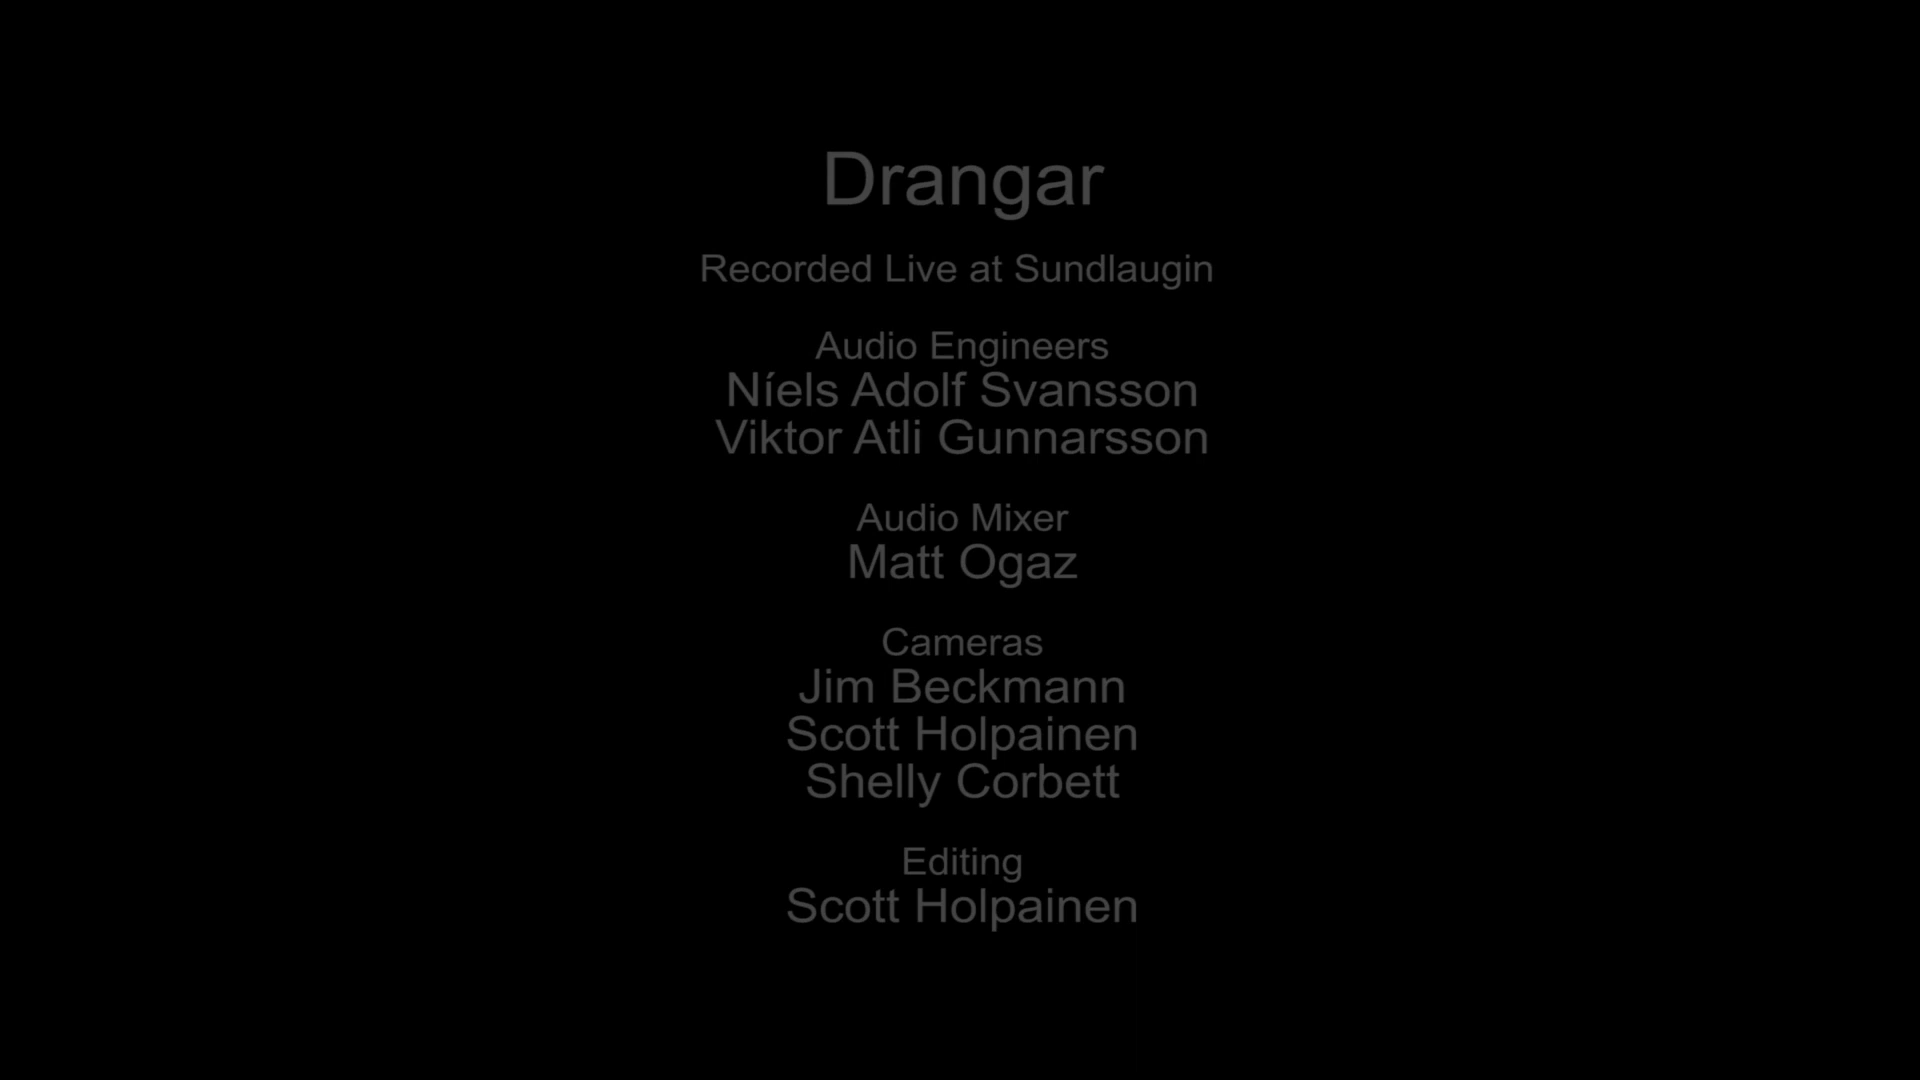 Drangar
Recorded Live at Sundlaugin
Audio Engineers
Níels Adolf Svansson
Viktor Atli Gunnarsson
Audio Mixer
Matt Ogaz
Cameras
Jim Beckmann
Scott Holpainen
Shelly Corbett
Editing
Scott Holpainen